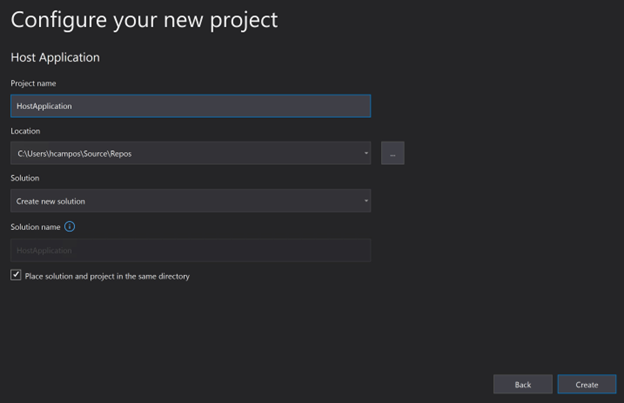 Configure your new project
Host Application
Project name
HostApplication
Location
C:\Users\hcampos\Source\Repos
...
Solution
Create new solution
Solution name
HostApplication
Place solution and project in the same directory
Back
Create